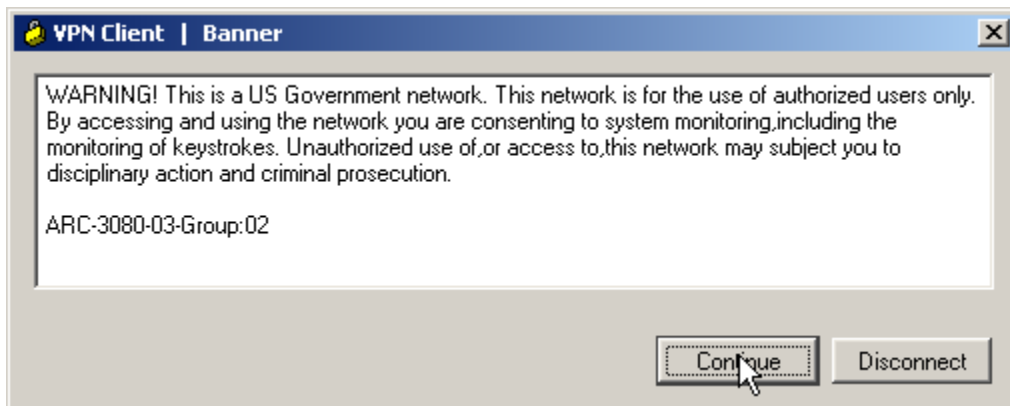 VPN Client | Banner
WARNING! This is a US Government network. This network is for the use of authorized users only.
By accessing and using the network you are consenting to system monitoring,including the
monitoring of keystrokes. Unauthorized use of,or access to,this network may subject you to
disciplinary action and criminal prosecution.
ARC-3080-03-Group:02
Continue
Disconnect